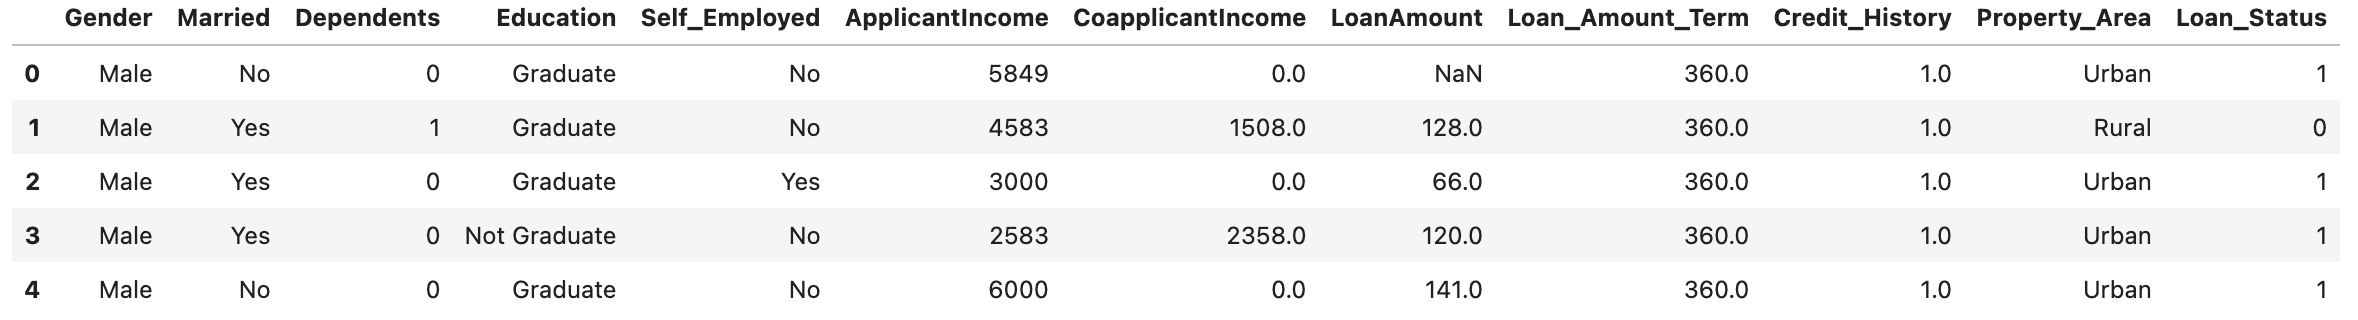 Gender Married Dependents Education Self_Employed ApplicantIncome CoapplicantIncome LoanAmount Loan_Amount_Term Credit_History Property_Area Loan_Status
0 Male No 0 Graduate No 5849 0.0 NaN 360.0 1.0 Urban 1
1 Male Yes 1 Graduate No 4583 1508.0 128.0 360.0 1.0 Rural 0
2 Male Yes 0 Graduate Yes 3000 0.0 66.0 360.0 1.0 Urban 1
3 Male Yes 0 Not Graduate No 2583 2358.0 120.0 360.0 1.0 Urban 1
4 Male No 0 Graduate No 6000 0.0 141.0 360.0 1.0 Urban 1